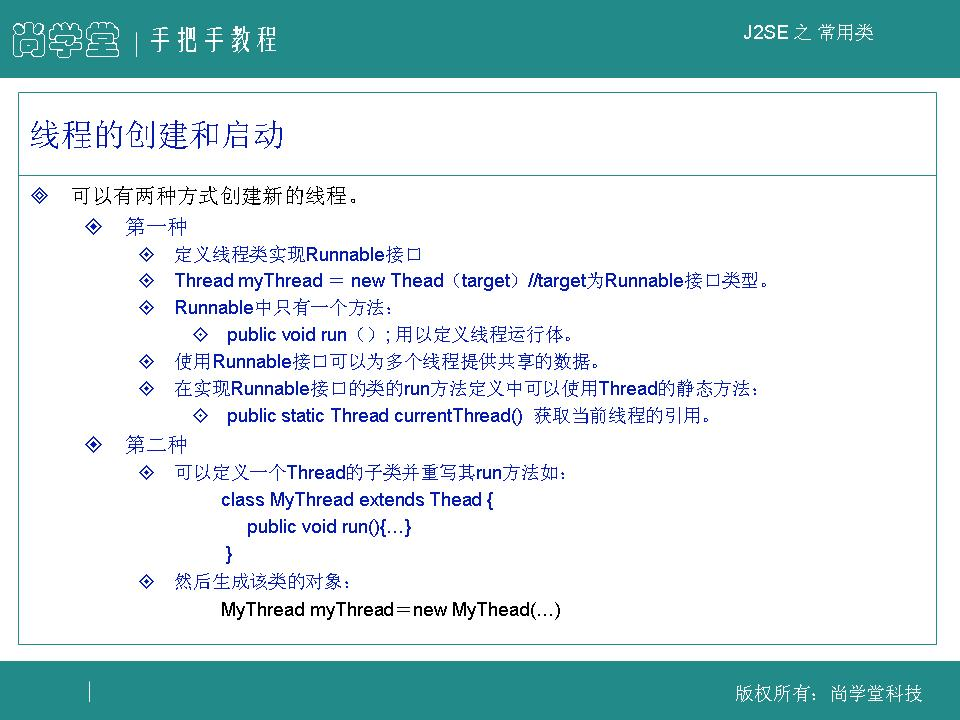 尚学堂 | 手把手教程
J2SE 之 常用类
线程的创建和启动
可以有两种方式创建新的线程。
第一种
定义线程类实现Runnable接口
Thread myThread ＝ new Thead（target）//target为Runnable接口类型。
Runnable中只有一个方法：
public void run（）; 用以定义线程运行体。
使用Runnable接口可以为多个线程提供共享的数据。
在实现Runnable接口的类的run方法定义中可以使用Thread的静态方法：
public static Thread currentThread() 获取当前线程的引用。
第二种
可以定义一个Thread的子类并重写其run方法如：
class MyThread extends Thead {
public void run(){…}
}
然后生成该类的对象：
MyThread myThread＝new MyThead(…)
版权所有：尚学堂科技